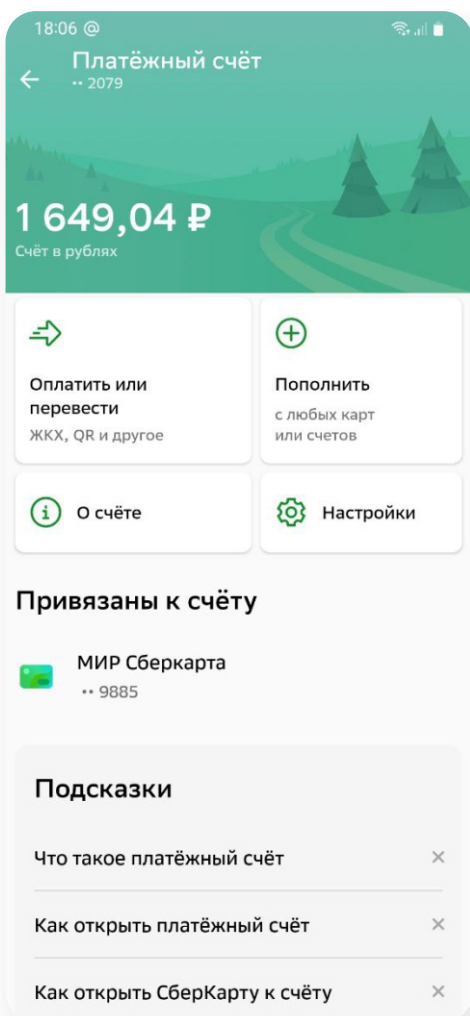 18:06 @
Платёжный счёт
•• 2079
1 649,04 ₽
Счёт в рублях
Оплатить или
перевести
ЖКХ, QR и другое
Пополнить
с любых карт
или счетов
О счёте
Настройки
Привязаны к счёту
МИР Сберкарта
•• 9885
Подсказки
Что такое платёжный счёт
Как открыть платёжный счёт
Как открыть СберКарту к счёту